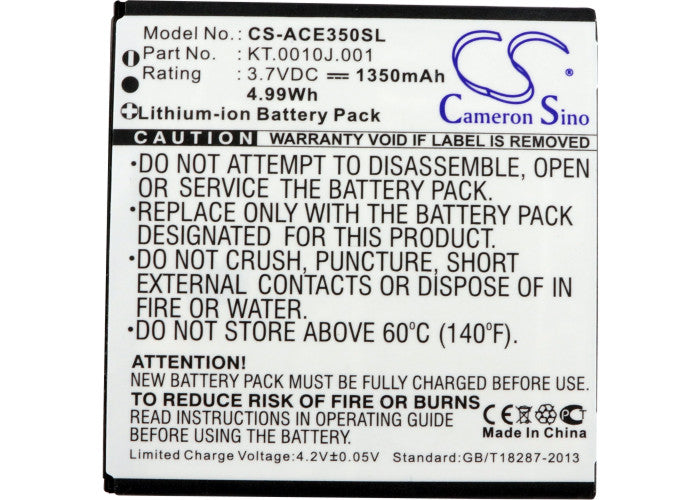 Model No.: CS-ACE350SL
KT.0010J.001
Rating: 3.7VDC ⎓ 1350mAh
4.99Wh
Lithium-ion Battery Pack
CS
Cameron Sino
CAUTION WARRANTY VOID IF LABEL IS REMOVED
•DO NOT ATTEMPT TO DISASSEMBLE, OPEN
OR SERVICE THE BATTERY PACK.
•REPLACE ONLY WITH THE BATTERY PACK
DESIGNATED FOR THIS PRODUCT.
•DO NOT CRUSH, PUNCTURE, SHORT
EXTERNAL CONTACTS OR DISPOSE OF IN
FIRE OR WATER.
•DO NOT STORE ABOVE 60°C (140°F).
ATTENTION!
NEW BATTERY PACK MUST BE FULLY CHARGED BEFORE USE
TO REDUCE RISK OF FIRE OR BURNS
READ INSTRUCTIONS IN OPERATING GUIDE
BEFORE USING BATTERY PACK
CE PCT
Made In China
Limited Charge Voltage:4.2V±0.05V Standard:GB/T18287-2013